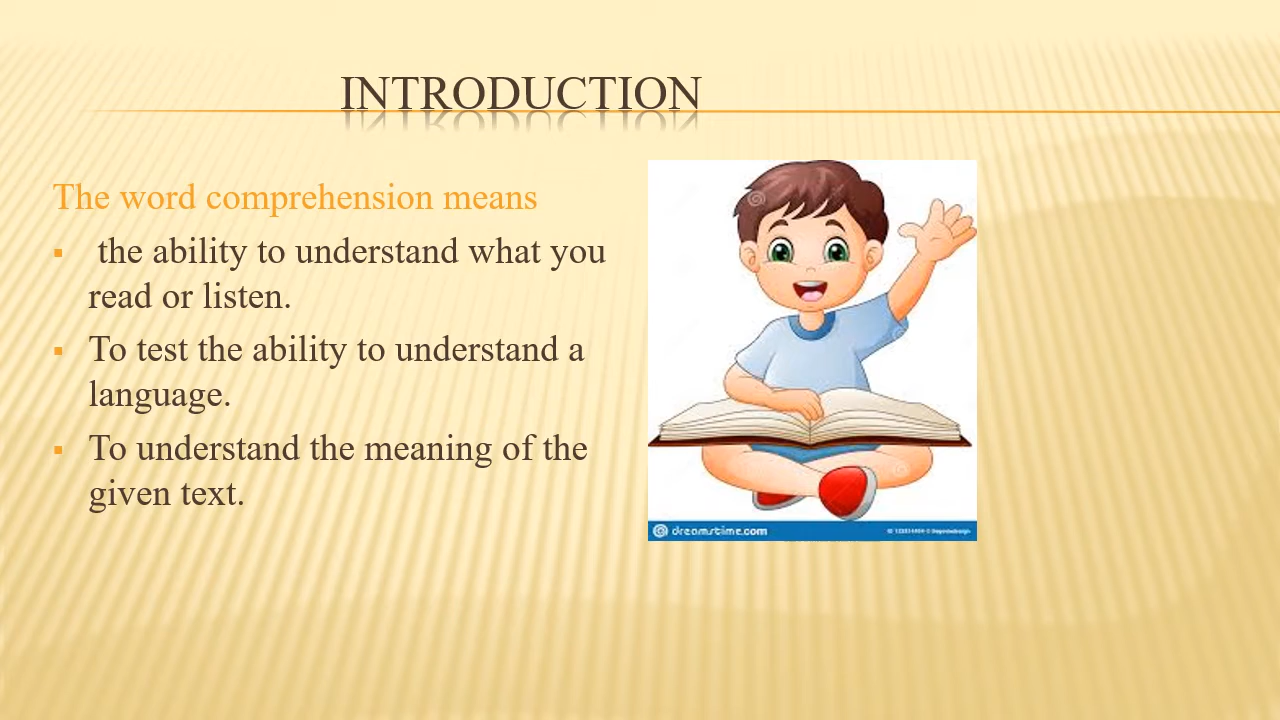 INTRODUCTION
The word comprehension means
▪ the ability to understand what you
read or listen.
▪ To test the ability to understand a
language.
▪ To understand the meaning of the
given text.
dreamstime.com